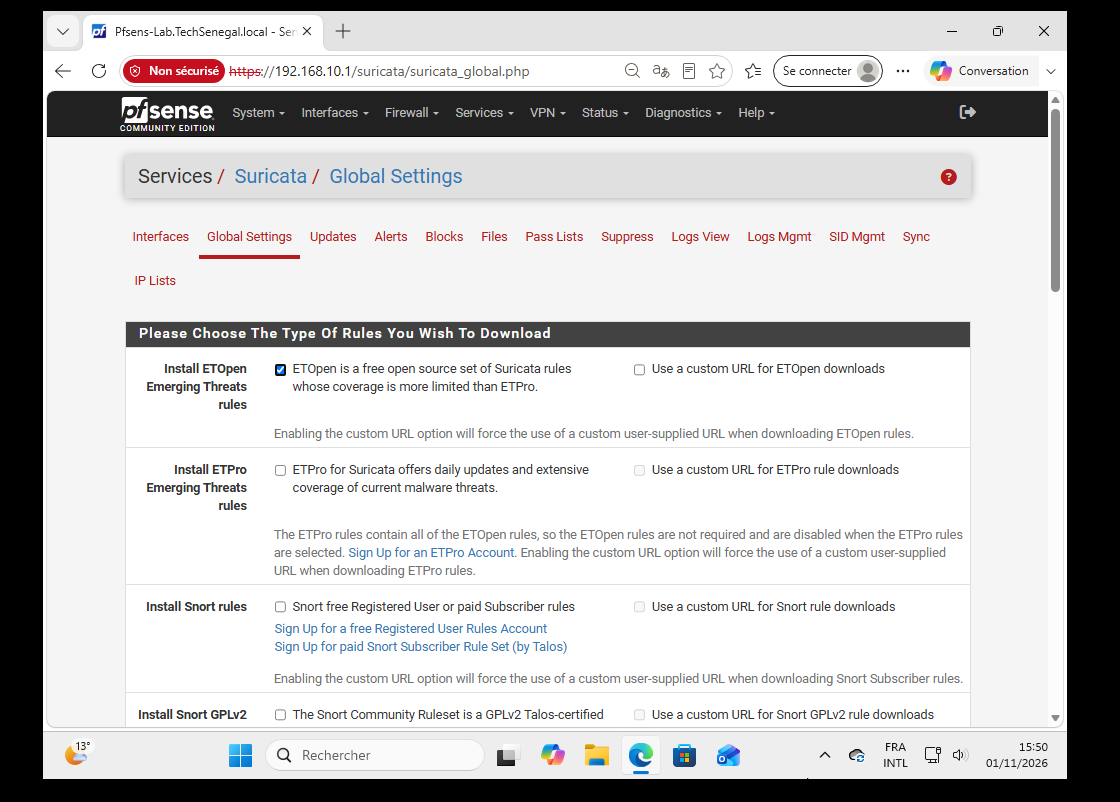 Pfsens-Lab.TechSenegal.local - Ser
Non sécurisé https://192.168.10.1/suricata/suricata_global.php
Se connecter
Conversation
pfsense
COMMUNITY EDITION
System Interfaces Firewall Services VPN Status Diagnostics Help
Services / Suricata / Global Settings
Interfaces Global Settings Updates Alerts Blocks Files Pass Lists Suppress Logs View Logs Mgmt SID Mgmt Sync
IP Lists
Please Choose The Type Of Rules You Wish To Download
Install ETOpen
Emerging Threats
rules
ETOpen is a free open source set of Suricata rules
whose coverage is more limited than ETPro.
Use a custom URL for ETOpen downloads
Enabling the custom URL option will force the use of a custom user-supplied URL when downloading ETOpen rules.
Install ETPro
Emerging Threats
rules
ETPro for Suricata offers daily updates and extensive
coverage of current malware threats.
Use a custom URL for ETPro rule downloads
The ETPro rules contain all of the ETOpen rules, so the ETOpen rules are not required and are disabled when the ETPro rules
are selected. Sign Up for an ETPro Account. Enabling the custom URL option will force the use of a custom user-supplied
URL when downloading ETPro rules.
Install Snort rules
Snort free Registered User or paid Subscriber rules
Use a custom URL for Snort rule downloads
Sign Up for a free Registered User Rules Account
Sign Up for paid Snort Subscriber Rule Set (by Talos)
Enabling the custom URL option will force the use of a custom user-supplied URL when downloading Snort Subscriber rules.
Install Snort GPLv2
The Snort Community Ruleset is a GPLv2 Talos-certified
Use a custom URL for Snort GPLv2 rule downloads
13°
Rechercher
FRA
INTL
15:50
01/11/2026